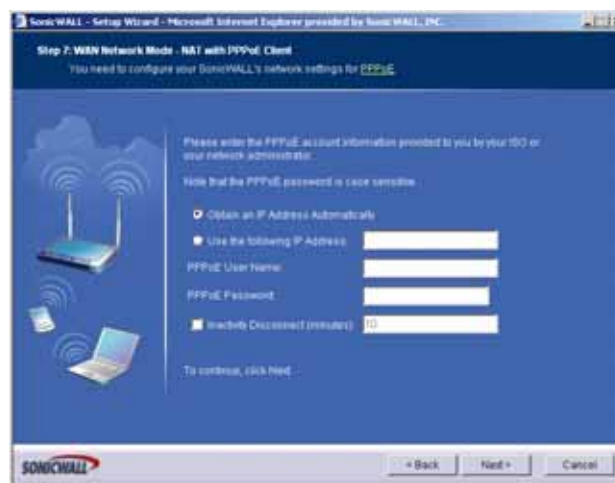 SonicWALL - Setup Wizard - Microsoft Internet Explorer provided by SonicWALL, INC.
Step 7: WAN Network Mode - NAT with PPPoE Client
You need to configure your SonicWALL's network settings for PPPoE.
Please enter the PPPoE account information provided to you by your ISO or
your network administrator.
Note that the PPPoE password is case sensitive
Obtain an IP Address Automatically
Use the following IP Address:
PPPoE User Name:
PPPoE Password:
Inactivity Disconnect (minutes): 10
To continue, click Next.
SONICWALL
< Back Next > Cancel